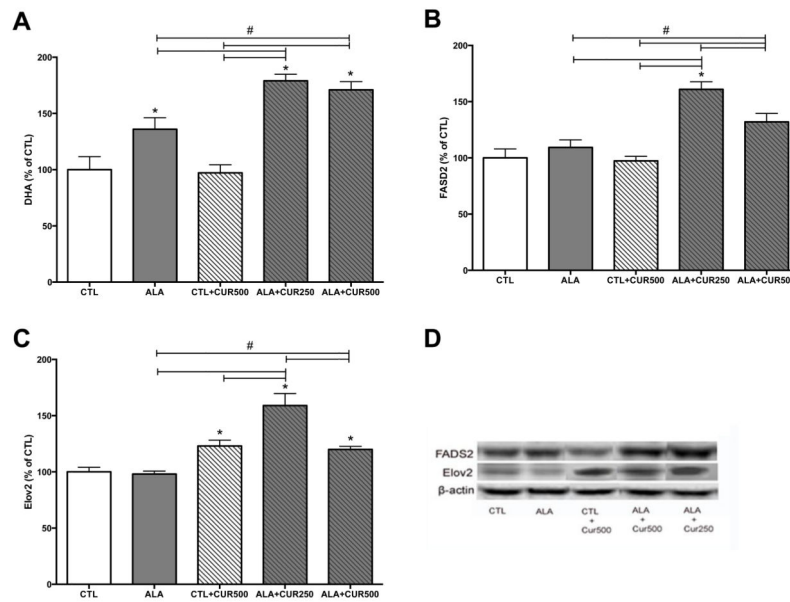 A
#
200
150
100
50
0
DHA (% of CTL)
*
*
*
CTL ALA CTL+CUR500 ALA+CUR250 ALA+CUR500
B
#
200
150
100
50
0
FASD2 (% of CTL)
*
CTL ALA CTL+CUR500 ALA+CUR250 ALA+CUR50
C
#
200
150
100
50
0
Elov2 (% of CTL)
*
*
*
CTL ALA CTL+CUR500 ALA+CUR250 ALA+CUR500
D
FADS2
Elov2
β-actin
CTL ALA CTL ALA ALA
+ + +
Cur500 Cur500 Cur250